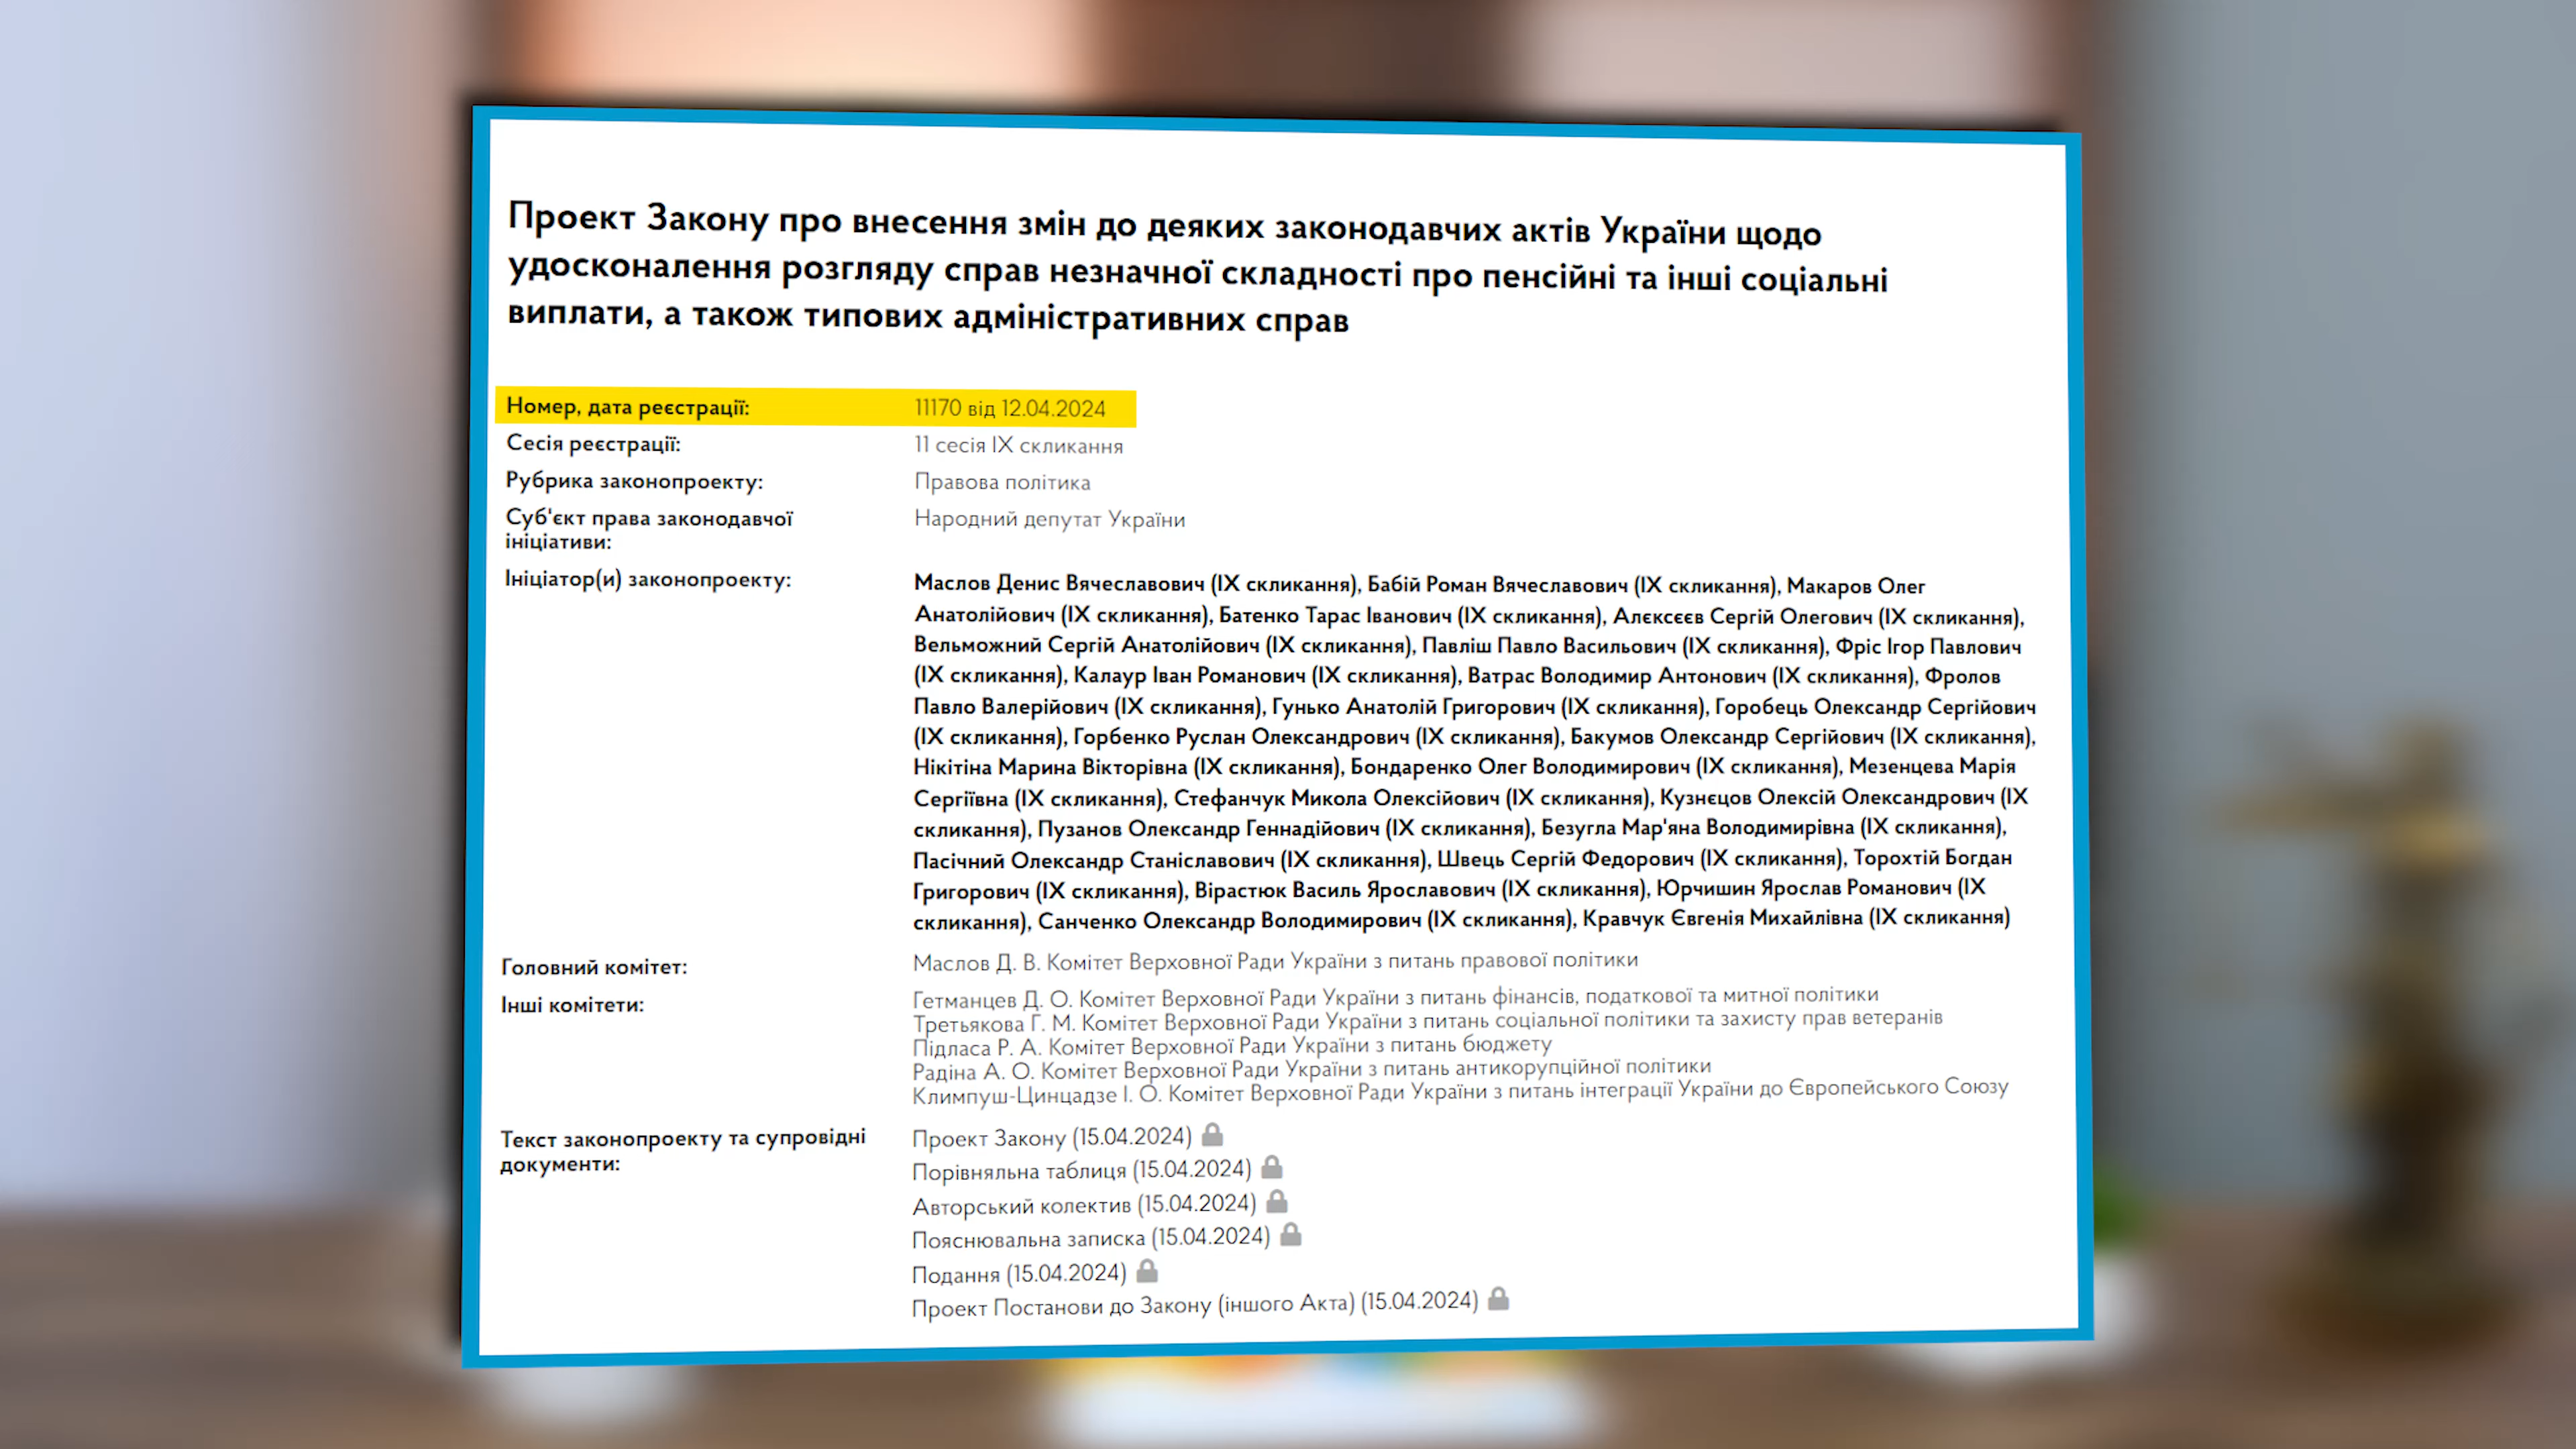 Проект Закону про внесення змін до деяких законодавчих актів України щодо
удосконалення розгляду справ незначної складності про пенсійні та інші соціальні
виплати, а також типових адміністративних справ
Номер, дата реєстрації: 11170 від 12.04.2024
Сесія реєстрації: 11 сесія IX скликання
Рубрика законопроекту: Правова політика
Суб'єкт права законодавчої
ініціативи: Народний депутат України
Ініціатор(и) законопроекту: Маслов Денис Вячеславович (IX скликання), Бабій Роман Вячеславович (IX скликання), Макаров Олег
Анатолійович (IX скликання), Батенко Тарас Іванович (IX скликання), Алєксєєв Сергій Олегович (IX скликання),
Вельможний Сергій Анатолійович (IX скликання), Павліш Павло Васильович (IX скликання), Фріс Ігор Павлович
(IX скликання), Калаур Іван Романович (IX скликання), Ватрас Володимир Антонович (IX скликання), Фролов
Павло Валерійович (IX скликання), Гунько Анатолій Григорович (IX скликання), Горобець Олександр Сергійович
(IX скликання), Горбенко Руслан Олександрович (IX скликання), Бакумов Олександр Сергійович (IX скликання),
Нікітіна Марина Вікторівна (IX скликання), Бондаренко Олег Володимирович (IX скликання), Мезенцева Марія
Сергіївна (IX скликання), Стефанчук Микола Олексійович (IX скликання), Кузнєцов Олексій Олександрович (IX
скликання), Пузанов Олександр Геннадійович (IX скликання), Безугла Мар'яна Володимирівна (IX скликання),
Пасічний Олександр Станіславович (IX скликання), Швець Сергій Федорович (IX скликання), Торохтій Богдан
Григорович (IX скликання), Вірастюк Василь Ярославович (IX скликання), Юрчишин Ярослав Романович (IX
скликання), Санченко Олександр Володимирович (IX скликання), Кравчук Євгенія Михайлівна (IX скликання)
Головний комітет: Маслов Д. В. Комітет Верховної Ради України з питань правової політики
Інші комітети: Гетманцев Д. О. Комітет Верховної Ради України з питань фінансів, податкової та митної політики
Третьякова Г. М. Комітет Верховної Ради України з питань соціальної політики та захисту прав ветеранів
Підласа Р. А. Комітет Верховної Ради України з питань бюджету
Радіна А. О. Комітет Верховної Ради України з питань антикорупційної політики
Климпуш-Цинцадзе І. О. Комітет Верховної Ради України з питань інтеграції України до Європейського Союзу
Текст законопроекту та супровідні
документи: Проект Закону (15.04.2024)
Порівняльна таблиця (15.04.2024)
Авторський колектив (15.04.2024)
Пояснювальна записка (15.04.2024)
Подання (15.04.2024)
Проект Постанови до Закону (іншого Акта) (15.04.2024)